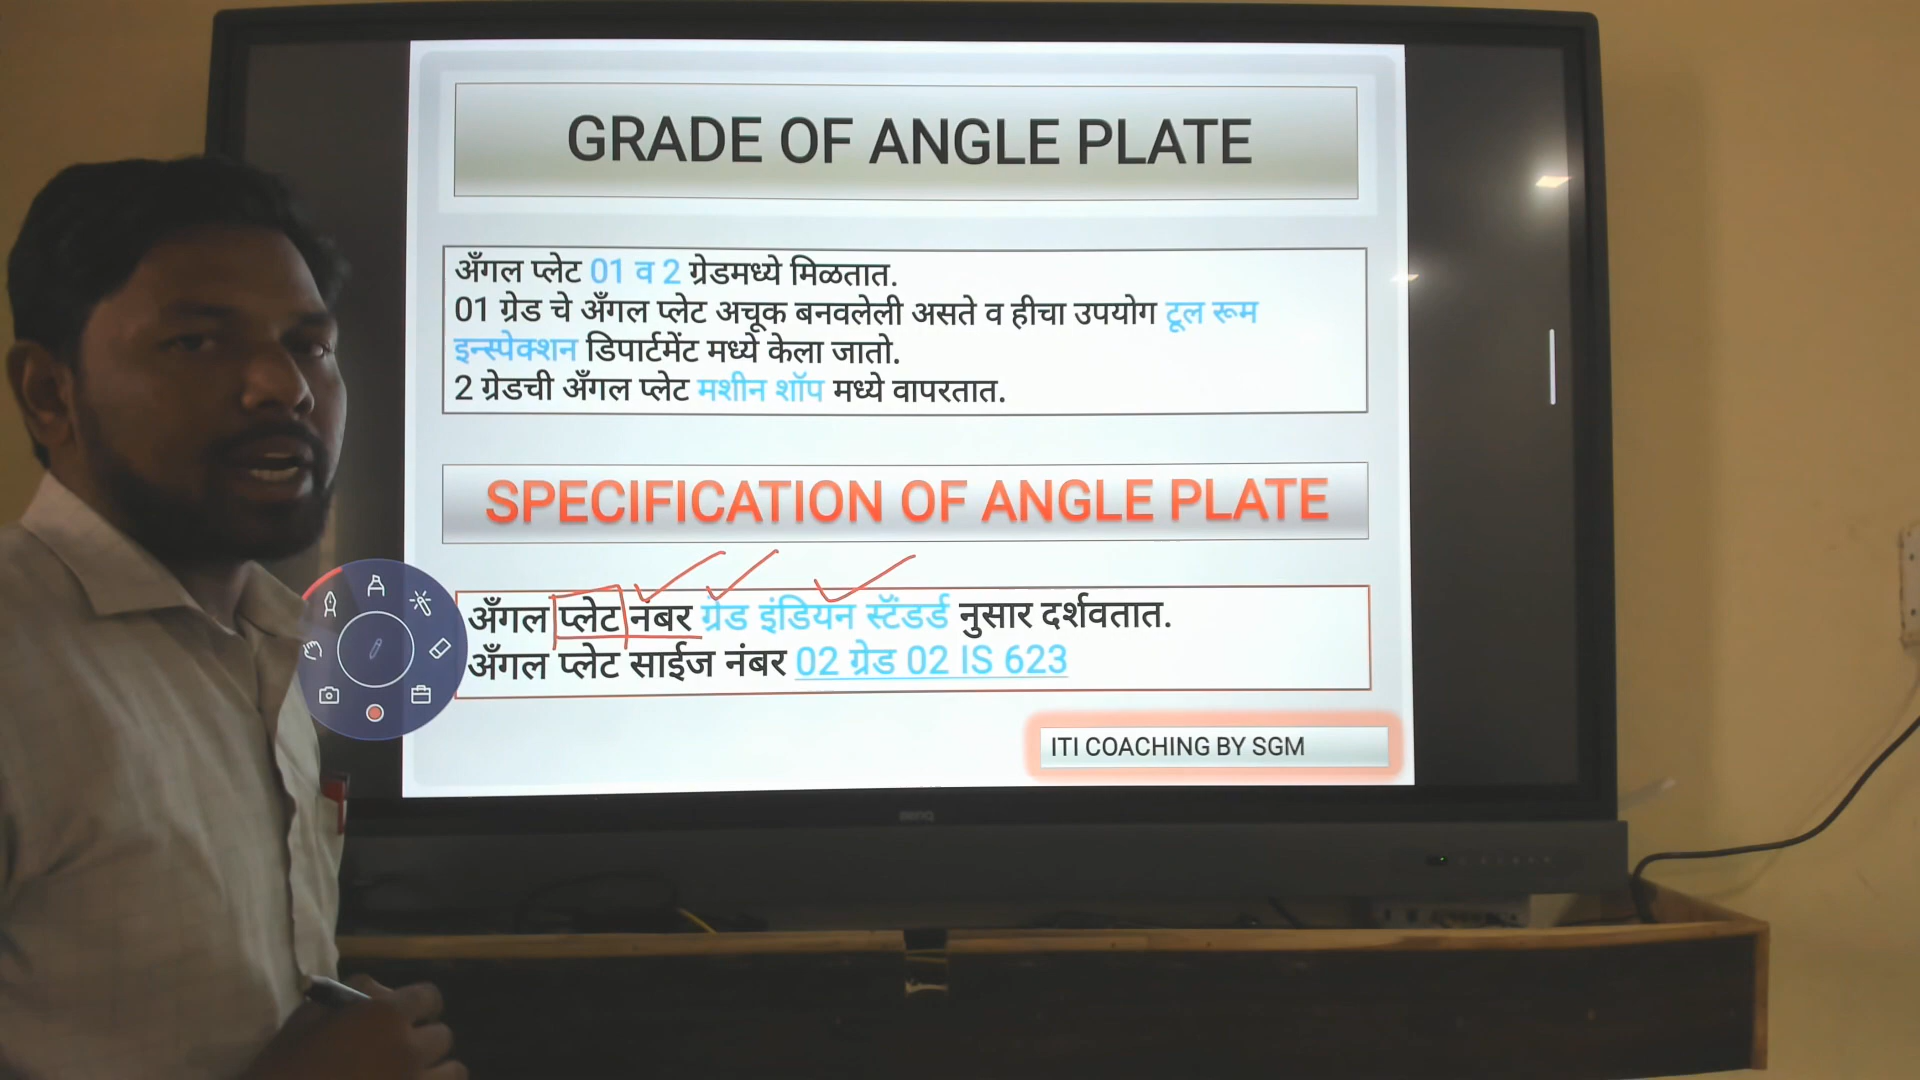 GRADE OF ANGLE PLATE
अँगल प्लेट 01 व 2 ग्रेडमध्ये मिळतात.
01 ग्रेड चे अँगल प्लेट अचूक बनवलेली असते व हीचा उपयोग टूल रूम
इन्स्पेक्शन डिपार्टमेंट मध्ये केला जातो.
2 ग्रेडची अँगल प्लेट मशीन शॉप मध्ये वापरतात.
SPECIFICATION OF ANGLE PLATE
अँगल प्लेट नंबर ग्रेड इंडियन स्टॅंडर्ड नुसार दर्शवतात.
अँगल प्लेट साईज नंबर 02 ग्रेड 02 IS 623
ITI COACHING BY SGM
BenQ